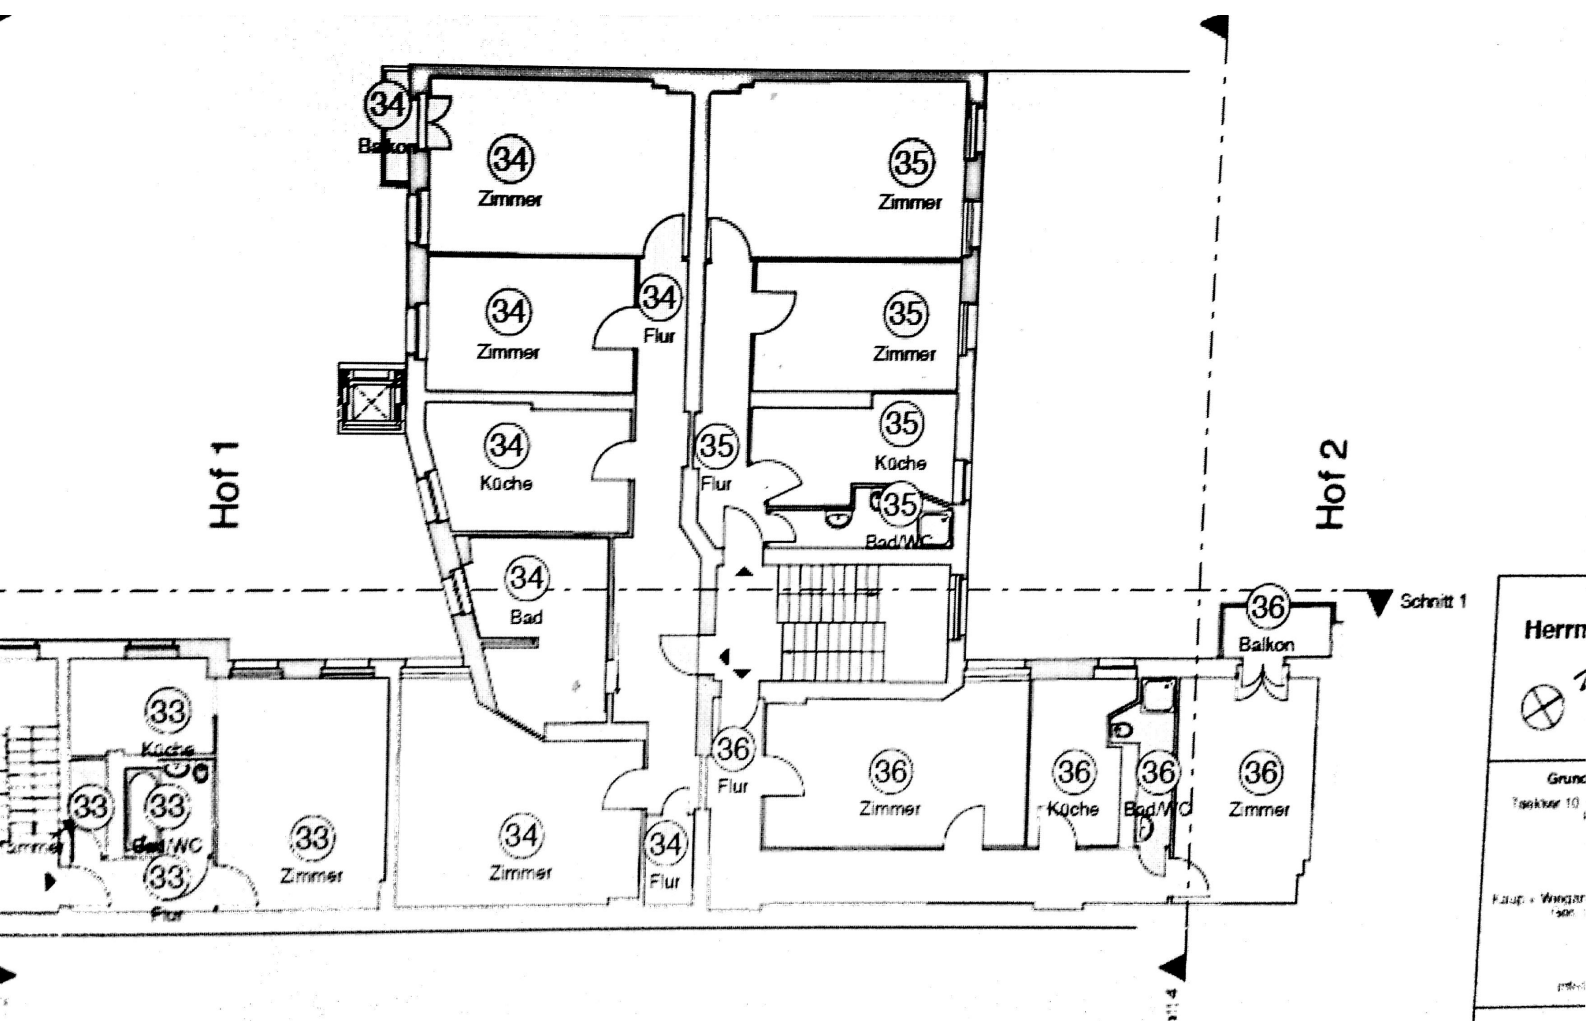 34
Balkon
34
Zimmer
35
Zimmer
34
Zimmer
34
Flur
35
Zimmer
34
Küche
35
Flur
35
Küche
35
Bad/WC
34
Bad
Hof 1
Hof 2
Schnitt 1
36
Balkon
Herrn
33
Küche
33
33
Bad/WC
33
Flur
33
Zimmer
34
Zimmer
34
Flur
36
Flur
36
Zimmer
36
Küche
36
Bad/WC
36
Zimmer
Grund